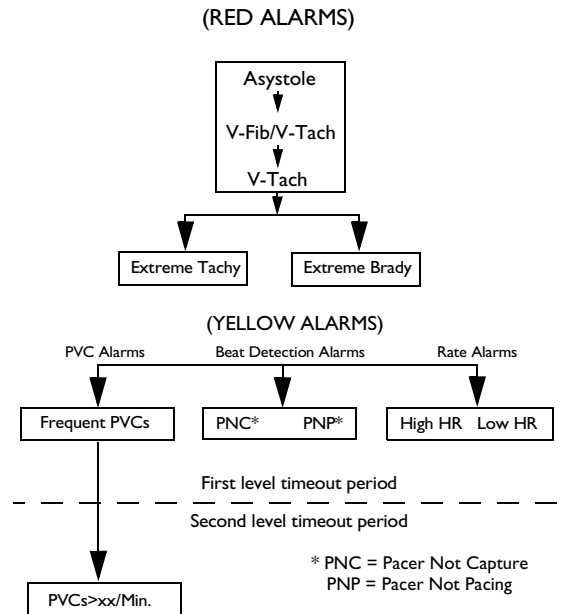 (RED ALARMS)
Asystole
V-Fib/V-Tach
V-Tach
Extreme Tachy
Extreme Brady
(YELLOW ALARMS)
PVC Alarms
Beat Detection Alarms
Rate Alarms
Frequent PVCs
PNC* PNP*
High HR Low HR
First level timeout period
Second level timeout period
* PNC = Pacer Not Capture
PNP = Pacer Not Pacing
PVCs>xx/Min.